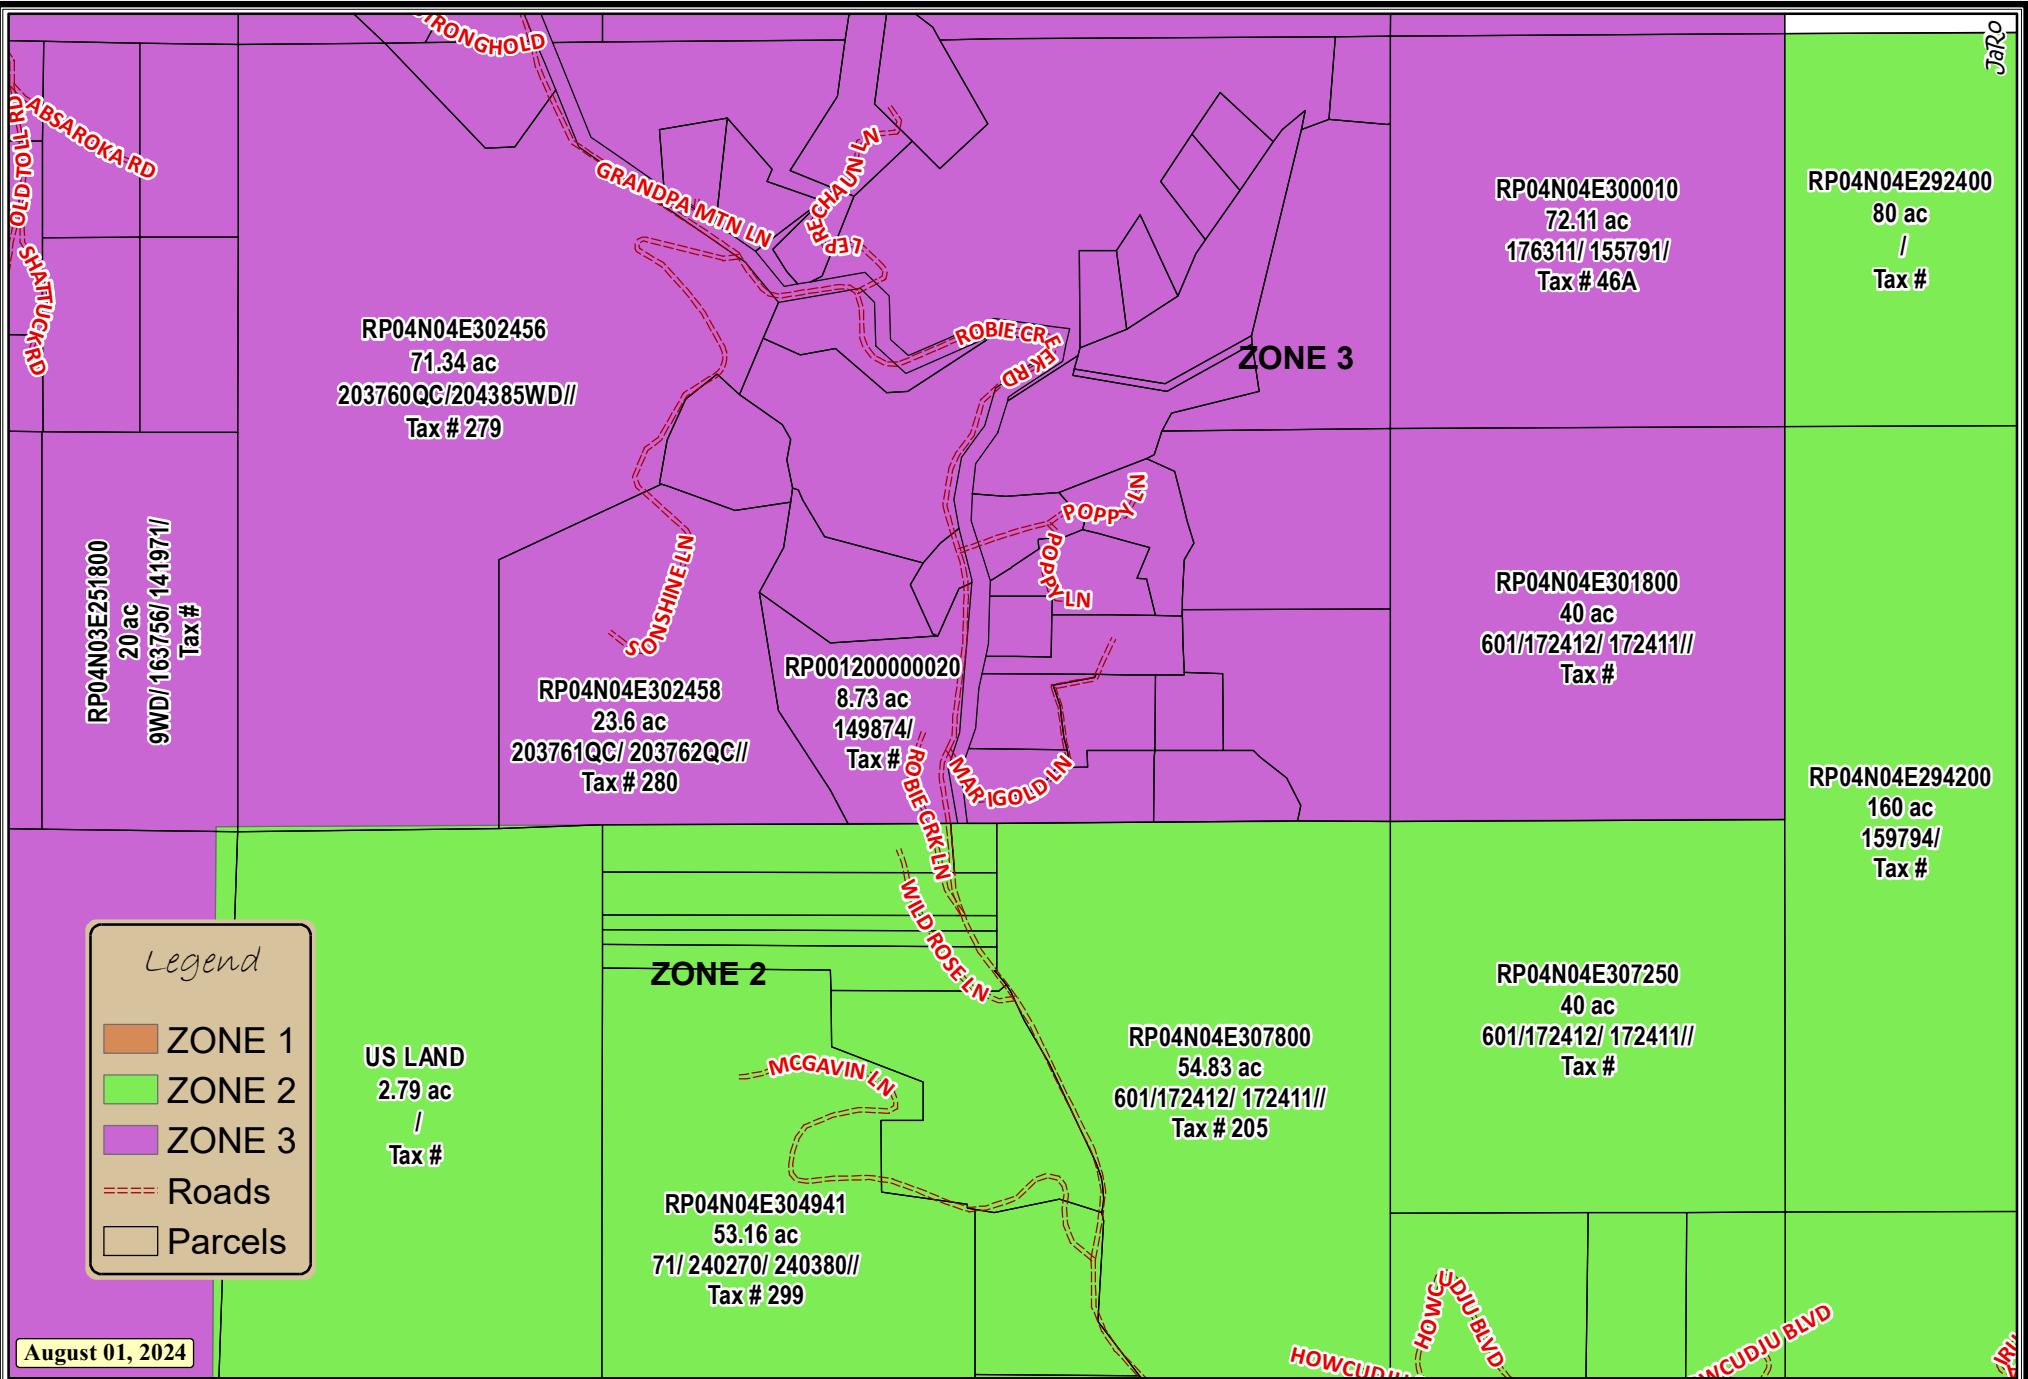 STRONGHOLD
JaRo
ABSAROKA RD
OLD TOLL RD
SHATTUCK RD
GRANDPA MTN LN
LEPRECHAUN LN
RP04N04E300010
72.11 ac
176311/ 155791/
Tax # 46A
RP04N04E292400
80 ac
/
Tax #
RP04N04E302456
71.34 ac
203760QC/204385WD//
Tax # 279
ROBIE CREEK RD
ZONE 3
POPPY LN
POPPY LN
SONSHINE LN
RP04N03E251800
20 ac
9WD/ 163756/ 141971/
Tax #
RP04N04E301800
40 ac
601/172412/ 172411//
Tax #
RP04N04E302458
23.6 ac
203761QC/ 203762QC//
Tax # 280
RP001200000020
8.73 ac
149874/
Tax #
MARIGOLD LN
ROBIE CRK LN
RP04N04E294200
160 ac
159794/
Tax #
WILD ROSE LN
ZONE 2
RP04N04E307250
40 ac
601/172412/ 172411//
Tax #
RP04N04E307800
54.83 ac
601/172412/ 172411//
Tax # 205
US LAND
2.79 ac
/
Tax #
MCGAVIN LN
RP04N04E304941
53.16 ac
71/ 240270/ 240380//
Tax # 299
Legend
ZONE 1
ZONE 2
ZONE 3
Roads
Parcels
HOWCUDJU BLVD
HOWCUDJU
WCUDJU BLVD
August 01, 2024